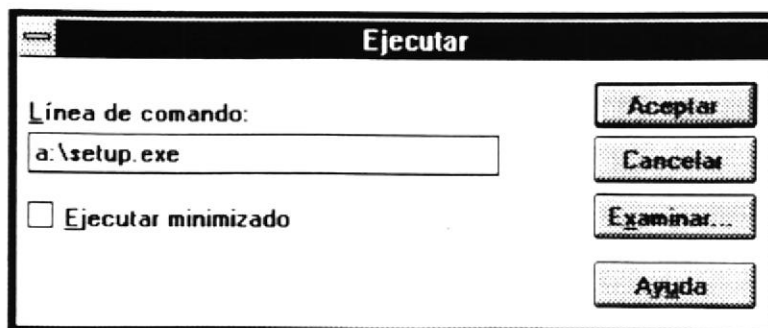 Ejecutar
Línea de comando:
a:\setup.exe
Ejecutar minimizado
Aceptar
Cancelar
Examinar...
Ayuda